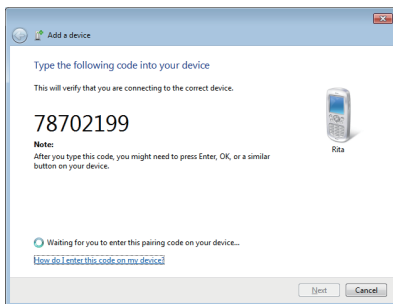 Add a device
Type the following code into your device
This will verify that you are connecting to the correct device.
78702199
Note:
After you type this code, you might need to press Enter, OK, or a similar
button on your device.
Rita
Waiting for you to enter this pairing code on your device...
How do I enter this code on my device?
Next
Cancel